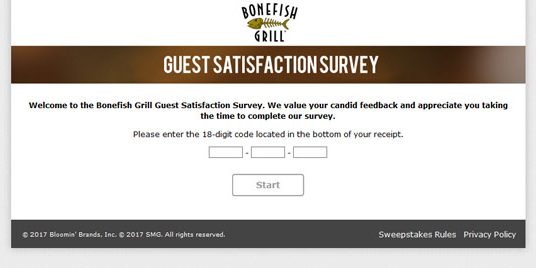 BONEFISH
GRILL
GUEST SATISFACTION SURVEY
Welcome to the Bonefish Grill Guest Satisfaction Survey. We value your candid feedback and appreciate you taking
the time to complete our survey.
Please enter the 18-digit code located in the bottom of your receipt.
- -
Start
© 2017 Bloomin' Brands. Inc. © 2017 SMG. All rights reserved. Sweepstakes Rules Privacy Policy